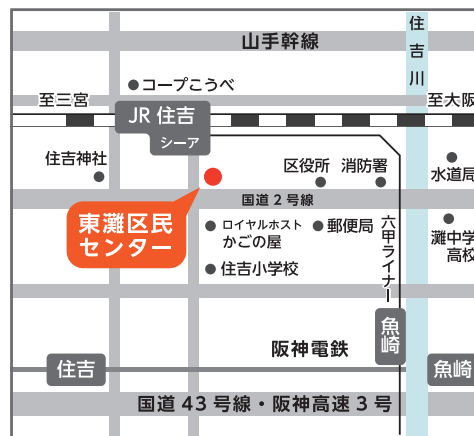 山手幹線
住吉川
コープこうべ
至三宮
至大阪
JR 住吉
シーア
住吉神社
区役所
消防署
水道局
国道2号線
東灘区民
センター
ロイヤルホスト
かごの屋
郵便局
六甲ライナー
灘中学
高校
住吉小学校
魚崎
阪神電鉄
住吉
魚崎
国道 43 号線・阪神高速 3 号